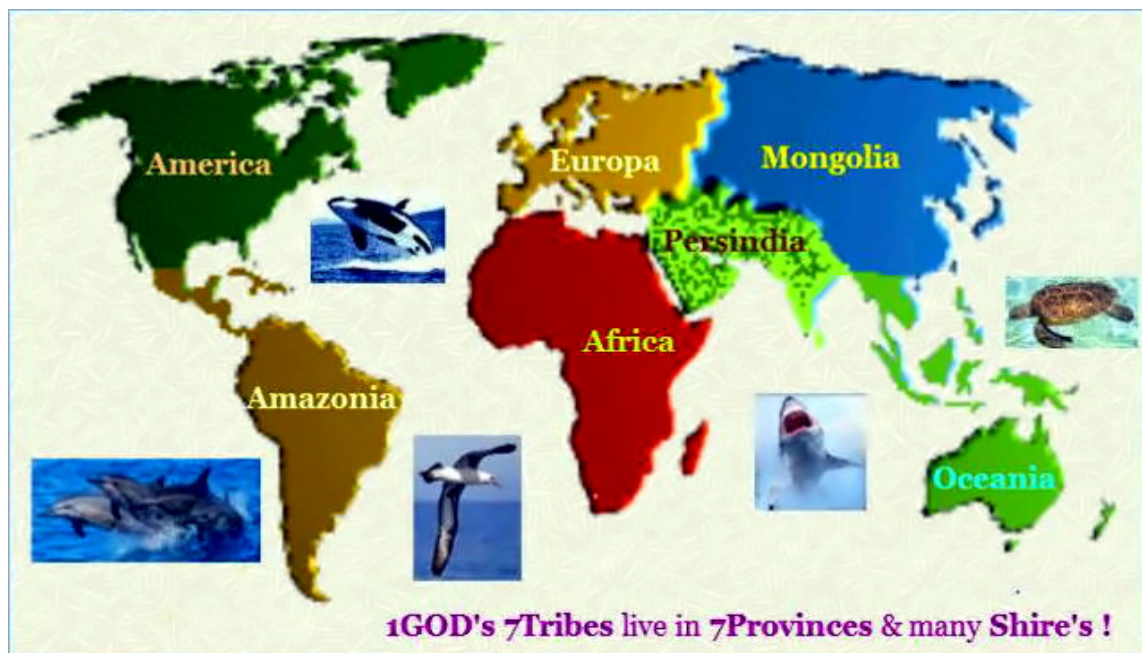 America
Europa
Mongolia
Persindia
Africa
Amazonia
Oceania
1GOD's 7Tribes live in 7Provinces & many Shire's !